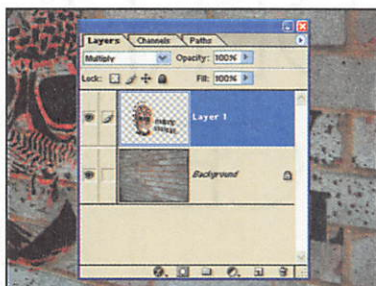 Layers Channels Paths
Multiply Opacity: 100%
Lock: Fill: 100%
Layer 1
Background